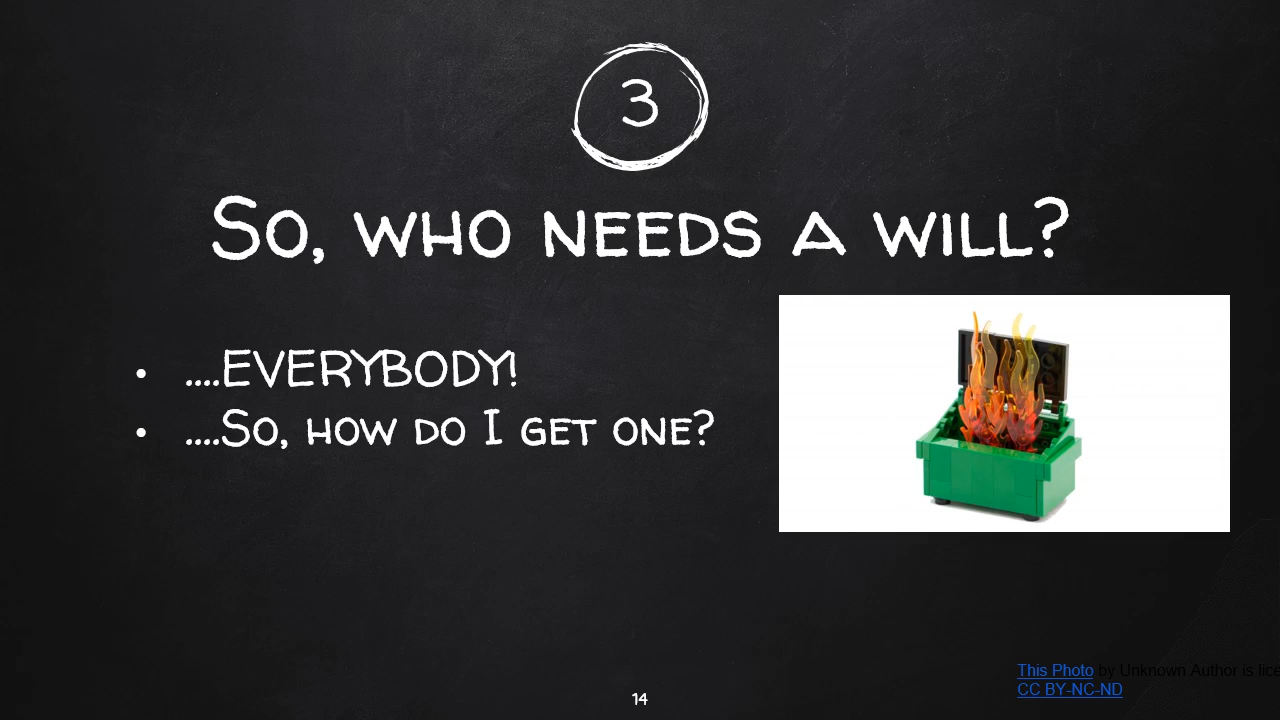 3
So, who needs a will?
• ....EVERYBODY!
• ....So, how do I get one?
This Photo by Unknown Author is
CC BY-NC-ND
14